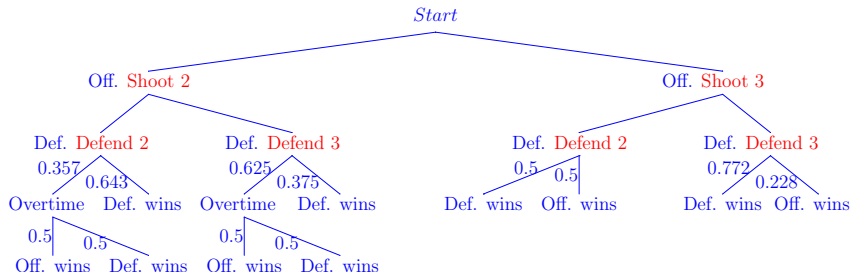 Start
Off. Shoot 2 Off. Shoot 3
Def. Defend 2 Def. Defend 3 Def. Defend 2 Def. Defend 3
0.357 0.643 0.625 0.375 0.5 0.5 0.772 0.228
Overtime Def. wins Overtime Def. wins Def. wins Off. wins Def. wins Off. wins
0.5 0.5 0.5 0.5
Off. wins Def. wins Off. wins Def. wins